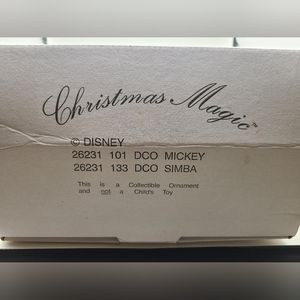 Christmas Magic™
© DISNEY
26231 101 DCO MICKEY
26231 133 DCO SIMBA
This is a Collectible Ornament
and not a Child's Toy